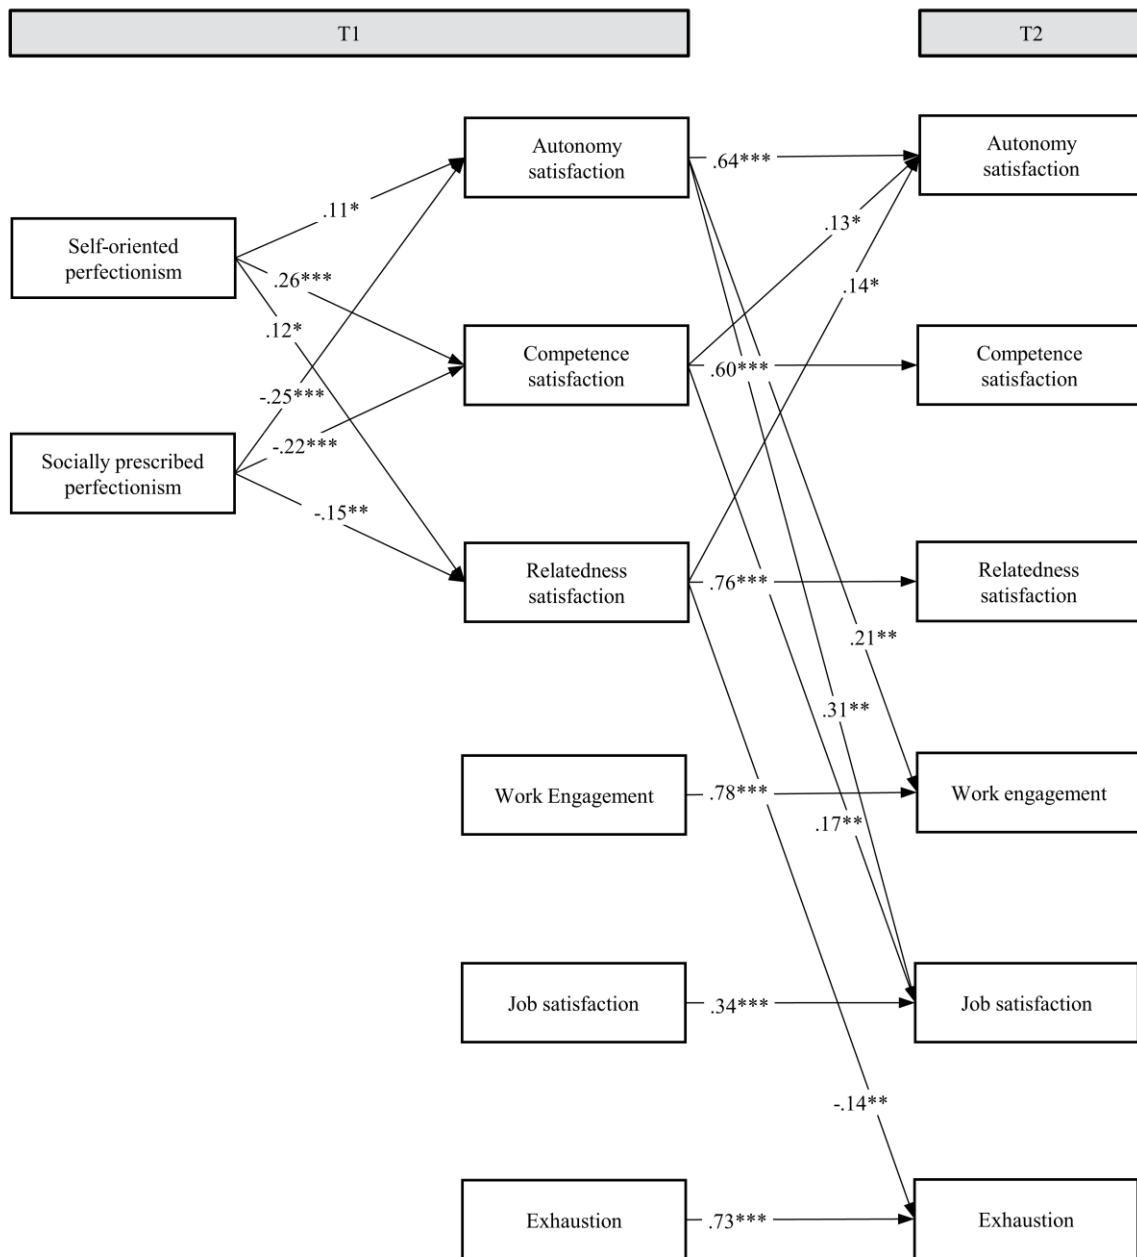 T1
T2
Autonomy
satisfaction
.64***
Autonomy
satisfaction
.11*
.13*
Self-oriented
perfectionism
.26***
.14*
.12*
Competence
satisfaction
.60***
Competence
satisfaction
-.25***
-.22***
Socially prescribed
perfectionism
-.15**
Relatedness
satisfaction
.76***
Relatedness
satisfaction
.21**
.31**
Work Engagement
.78***
Work engagement
.17**
Job satisfaction
.34***
Job satisfaction
-.14**
Exhaustion
.73***
Exhaustion